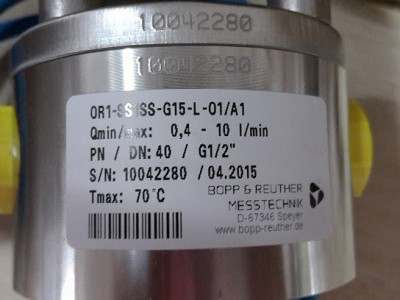 10042280
10042280
OR1-SS1SS-G15-L-01/A1
Qmin/max: 0,4 - 10 l/min
PN / DN: 40 / G1/2"
S/N: 10042280 / 04.2015
Tmax: 70°C
BOPP & REUTHER
MESSTECHNIK
D-67346 Speyer
www.bopp-reuther.de